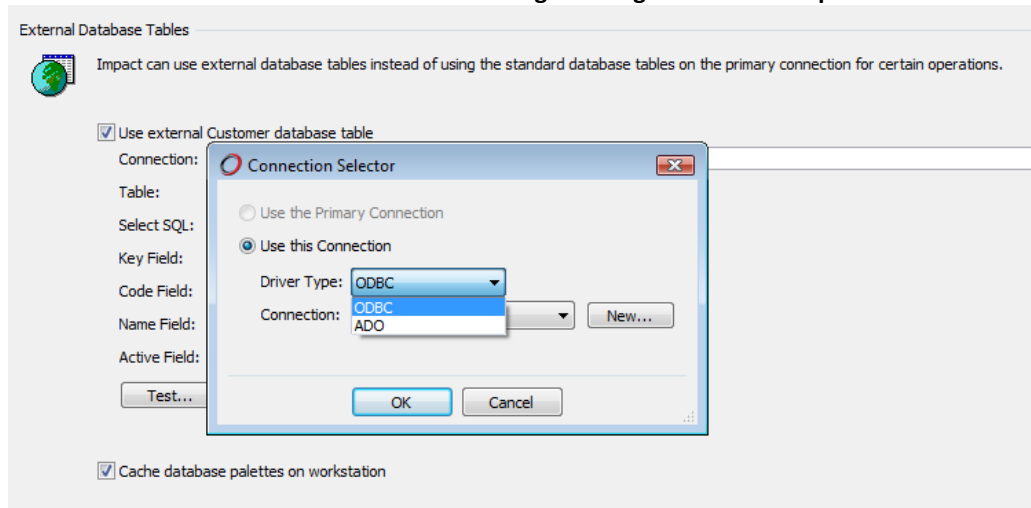 External Database Tables
Impact can use external database tables instead of using the standard database tables on the primary connection for certain operations.
Use external Customer database table
Connection:
Table:
Select SQL:
Key Field:
Code Field:
Name Field:
Active Field:
Test...
Connection Selector
Use the Primary Connection
Use this Connection
Driver Type: ODBC
ODBC
ADO
Connection:
New...
OK Cancel
Cache database palettes on workstation